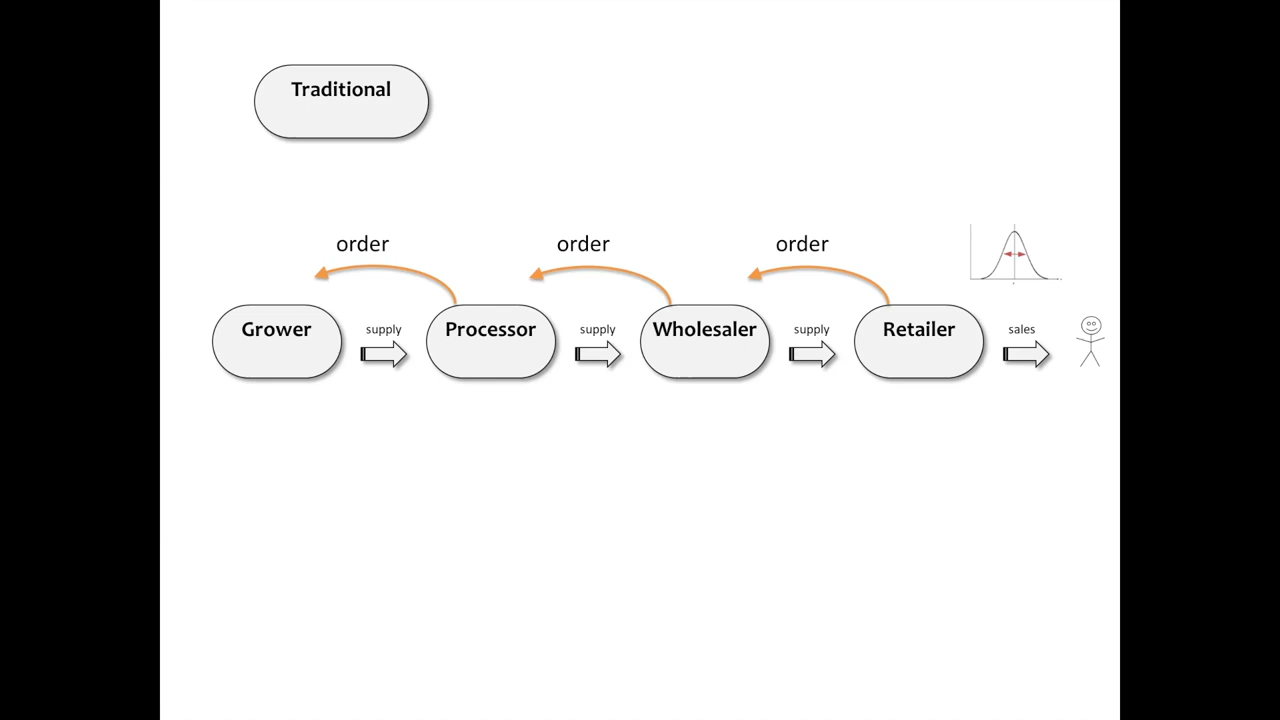 Traditional
order order order
Grower supply Processor supply Wholesaler supply Retailer sales